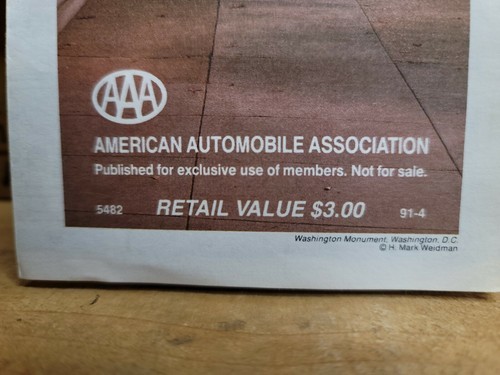 AAA
AMERICAN AUTOMOBILE ASSOCIATION
Published for exclusive use of members. Not for sale.
5482 RETAIL VALUE $3.00 91-4
Washington Monument, Washington, D.C.
© H. Mark Weidman